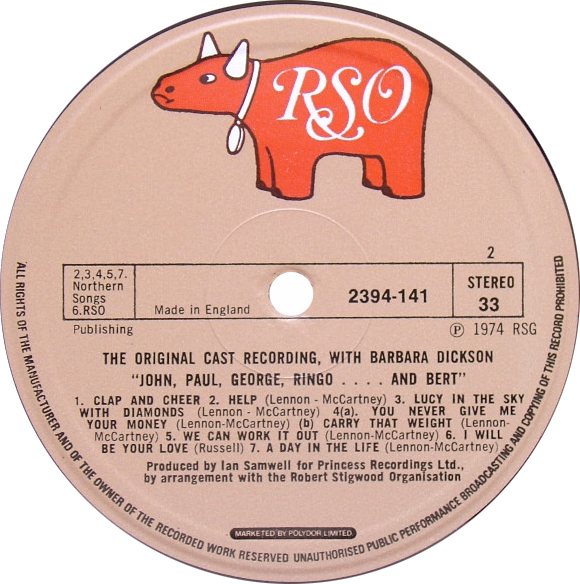 RSO
2
2,3,4,5,7.
Northern
Songs
6.RSO
Made in England
2394-141
STEREO
33
Publishing
℗ 1974 RSG
THE ORIGINAL CAST RECORDING, WITH BARBARA DICKSON
"JOHN, PAUL, GEORGE, RINGO . . . . AND BERT"
1. CLAP AND CHEER 2. HELP (Lennon - McCartney) 3. LUCY IN THE SKY
WITH DIAMONDS (Lennon - McCartney) 4(a). YOU NEVER GIVE ME
YOUR MONEY (Lennon-McCartney) (b) CARRY THAT WEIGHT (Lennon-
McCartney) 5. WE CAN WORK IT OUT (Lennon-McCartney) 6. I WILL
BE YOUR LOVE (Russell) 7. A DAY IN THE LIFE (Lennon-McCartney)
Produced by Ian Samwell for Princess Recordings Ltd.,
by arrangement with the Robert Stigwood Organisation
MARKETED BY POLYDOR LIMITED
ALL RIGHTS OF THE MANUFACTURER AND OF THE OWNER OF THE RECORDED WORK RESERVED UNAUTHORISED PUBLIC PERFORMANCE BROADCASTING AND COPYING OF THIS RECORD PROHIBITED